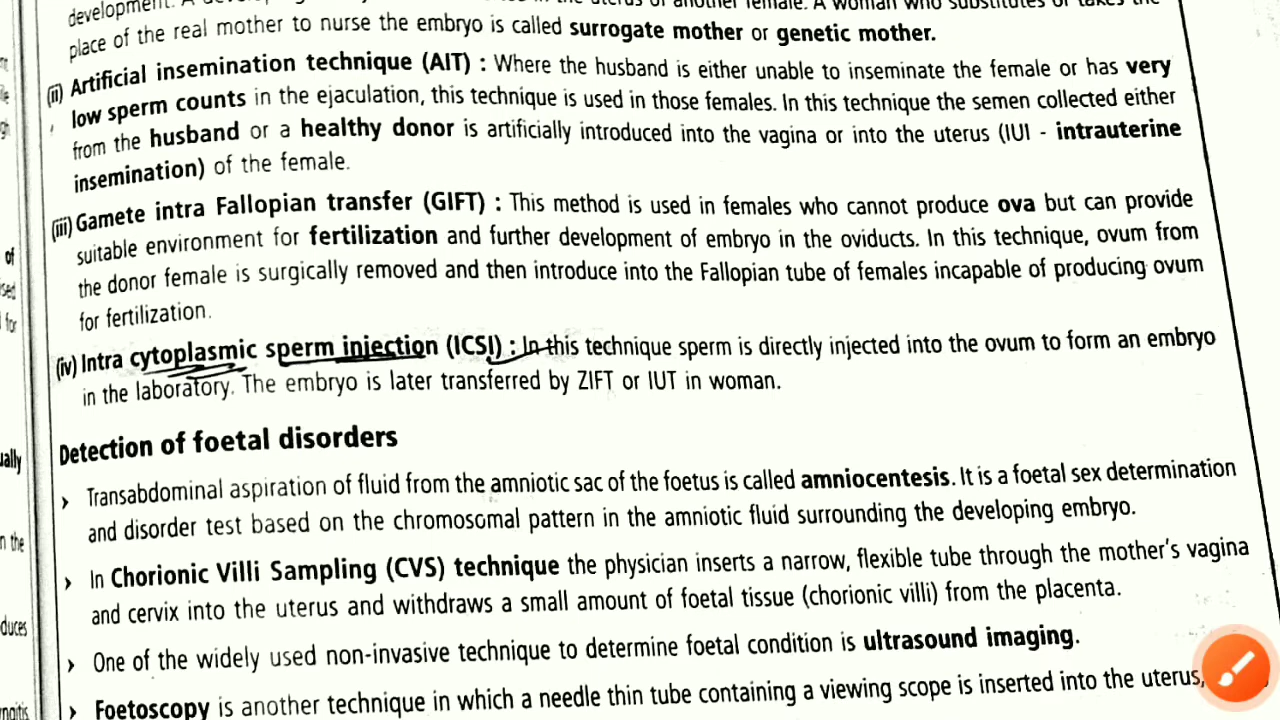 development. A
place of the real mother to nurse the embryo is called surrogate mother or genetic mother.
(ii) Artificial insemination technique (AIT) : Where the husband is either unable to inseminate the female or has very
low sperm counts in the ejaculation, this technique is used in those females. In this technique the semen collected either
from the husband or a healthy donor is artificially introduced into the vagina or into the uterus (IUI - intrauterine
insemination) of the female.
(iii) Gamete intra Fallopian transfer (GIFT) : This method is used in females who cannot produce ova but can provide
suitable environment for fertilization and further development of embryo in the oviducts. In this technique, ovum from
the donor female is surgically removed and then introduce into the Fallopian tube of females incapable of producing ovum
for fertilization.
(iv) Intra cytoplasmic sperm injection (ICSI) : In this technique sperm is directly injected into the ovum to form an embryo
in the laboratory. The embryo is later transferred by ZIFT or IUT in woman.
Detection of foetal disorders
› Transabdominal aspiration of fluid from the amniotic sac of the foetus is called amniocentesis. It is a foetal sex determination
and disorder test based on the chromosomal pattern in the amniotic fluid surrounding the developing embryo.
› In Chorionic Villi Sampling (CVS) technique the physician inserts a narrow, flexible tube through the mother's vagina
and cervix into the uterus and withdraws a small amount of foetal tissue (chorionic villi) from the placenta.
› One of the widely used non-invasive technique to determine foetal condition is ultrasound imaging.
› Foetoscopy is another technique in which a needle thin tube containing a viewing scope is inserted into the uterus,